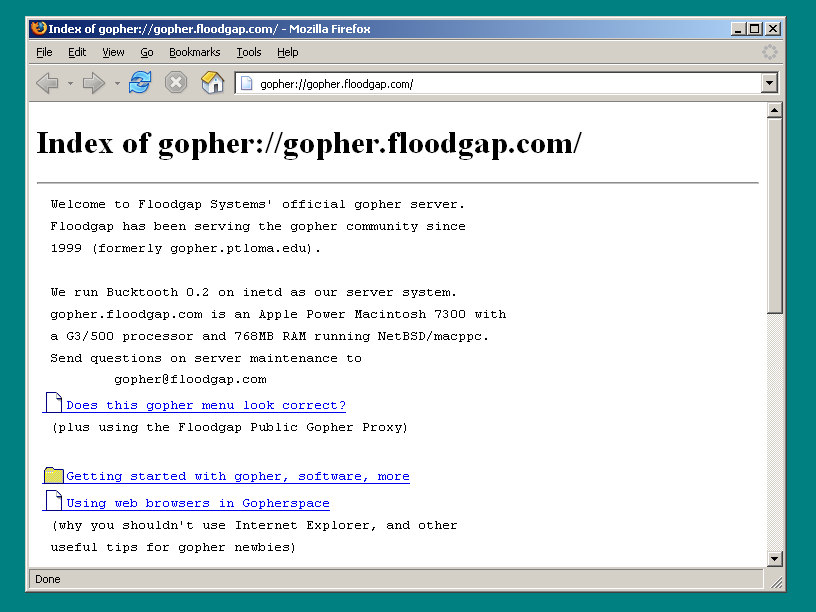 Index of gopher://gopher.floodgap.com/ - Mozilla Firefox
File Edit View Go Bookmarks Tools Help
gopher://gopher.floodgap.com/
Index of gopher://gopher.floodgap.com/
Welcome to Floodgap Systems' official gopher server.
Floodgap has been serving the gopher community since
1999 (formerly gopher.ptloma.edu).
We run Bucktooth 0.2 on inetd as our server system.
gopher.floodgap.com is an Apple Power Macintosh 7300 with
a G3/500 processor and 768MB RAM running NetBSD/macppc.
Send questions on server maintenance to
gopher@floodgap.com
Does this gopher menu look correct?
(plus using the Floodgap Public Gopher Proxy)
Getting started with gopher, software, more
Using web browsers in Gopherspace
(why you shouldn't use Internet Explorer, and other
useful tips for gopher newbies)
Done